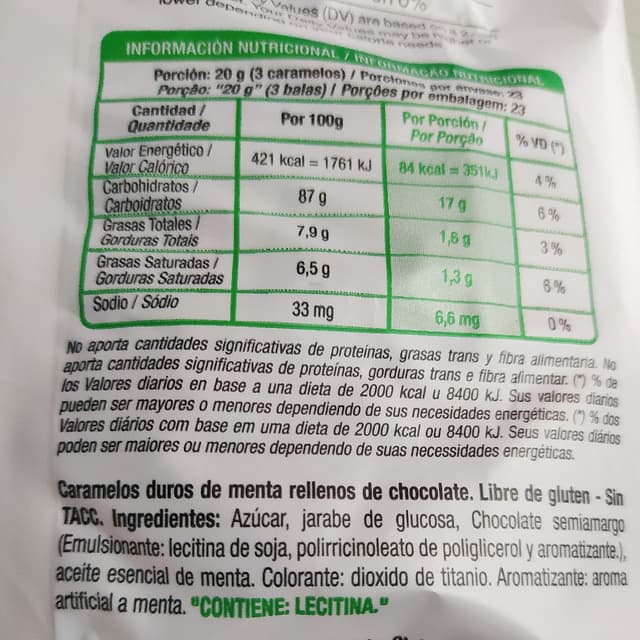 Values (DV) are based
INFORMACIÓN NUTRICIONAL / INFORMAÇÃO NUTRICIONAL
Porción: 20 g (3 caramelos) / Porciones por envase: 23
Porção: "20 g" (3 balas) / Porções por embalagem: 23
Cantidad / Quantidade Por 100g Por Porción / Por Porção % VD (*)
Valor Energético / Valor Calórico 421 kcal = 1761 kJ 84 kcal = 351kJ 4%
Carbohidratos / Carboidratos 87 g 17 g 6%
Grasas Totales / Gorduras Totais 7,9 g 1,6 g 3%
Grasas Saturadas / Gorduras Saturadas 6,5 g 1,3 g 6%
Sodio / Sódio 33 mg 6,6 mg 0%
No aporta cantidades significativas de proteínas, grasas trans y fibra alimentaria. No
aporta cantidades significativas de proteínas, gorduras trans e fibra alimentar. (*) % de
los Valores diarios en base a una dieta de 2000 kcal u 8400 kJ. Sus valores diarios
pueden ser mayores o menores dependiendo de sus necesidades energéticas. (*) % dos
Valores diários com base em uma dieta de 2000 kcal ou 8400 kJ. Seus valores diários
poden ser maiores ou menores dependendo de suas necessidades energéticas.
Caramelos duros de menta rellenos de chocolate. Libre de gluten - Sin
TACC. Ingredientes: Azúcar, jarabe de glucosa, Chocolate semiamargo
(Emulsionante: lecitina de soja, polirricinoleato de poliglicerol y aromatizante.),
aceite esencial de menta. Colorante: dioxido de titanio. Aromatizante: aroma
artificial a menta. "CONTIENE: LECITINA."